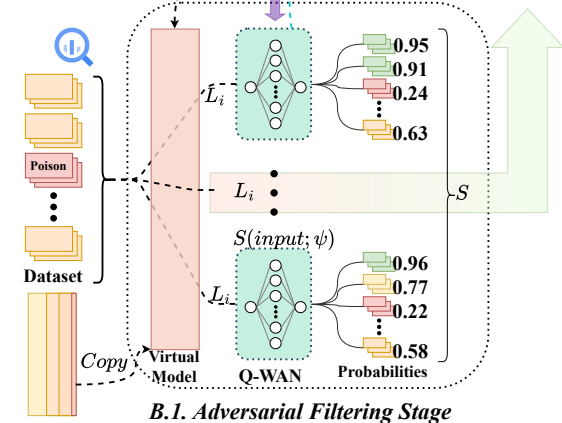 0.95
0.91
0.24
0.63
L_i
Poison
L_i
S
Dataset
S(input; ψ)
L_i
0.96
0.77
0.22
0.58
Copy
Virtual
Model
Q-WAN
Probabilities
B.1. Adversarial Filtering Stage